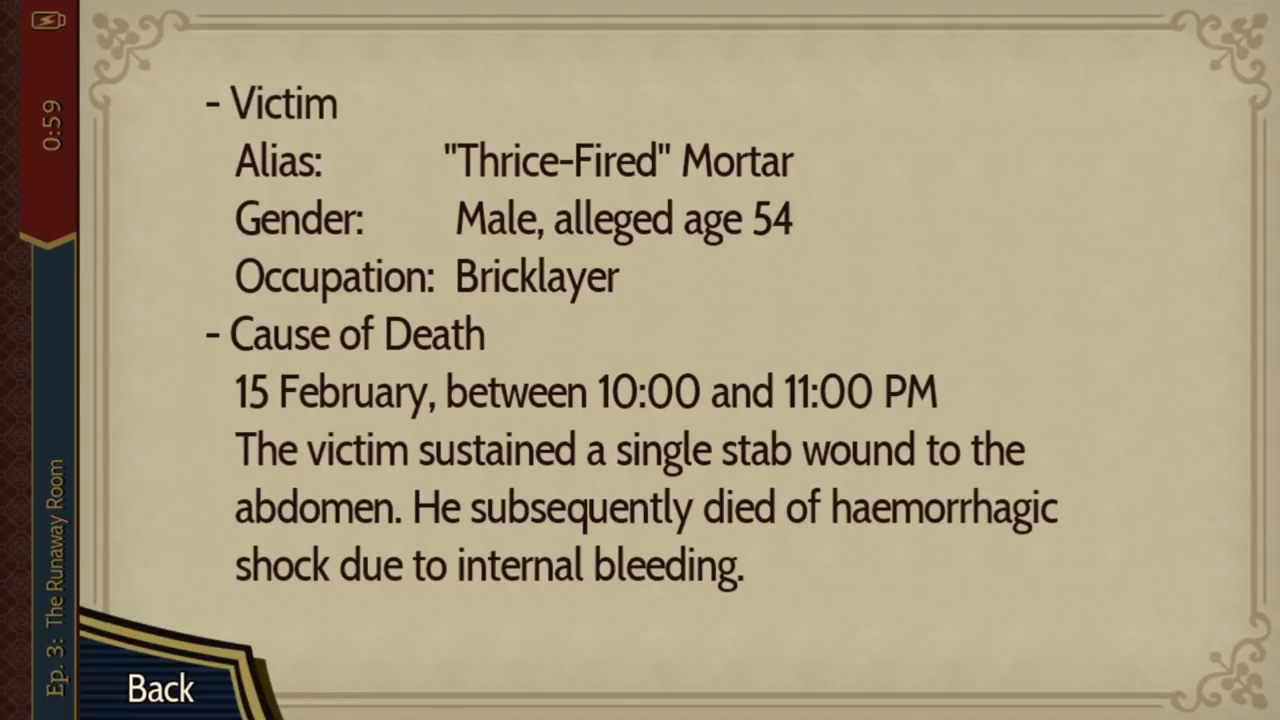 0:59
Ep. 3: The Runaway Room
- Victim
Alias: "Thrice-Fired" Mortar
Gender: Male, alleged age 54
Occupation: Bricklayer
- Cause of Death
15 February, between 10:00 and 11:00 PM
The victim sustained a single stab wound to the
abdomen. He subsequently died of haemorrhagic
shock due to internal bleeding.
Back